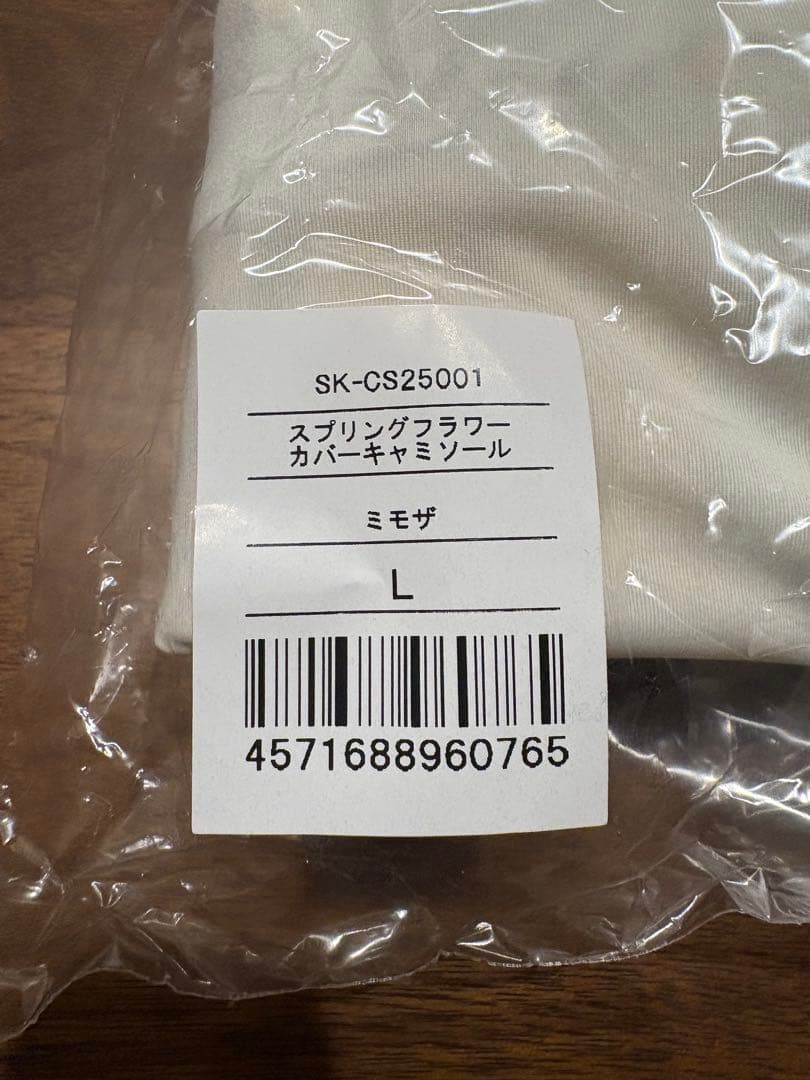 SK-CS25001
スプリングフラワー
カバーキャミソール
ミモザ
L
4571688960765